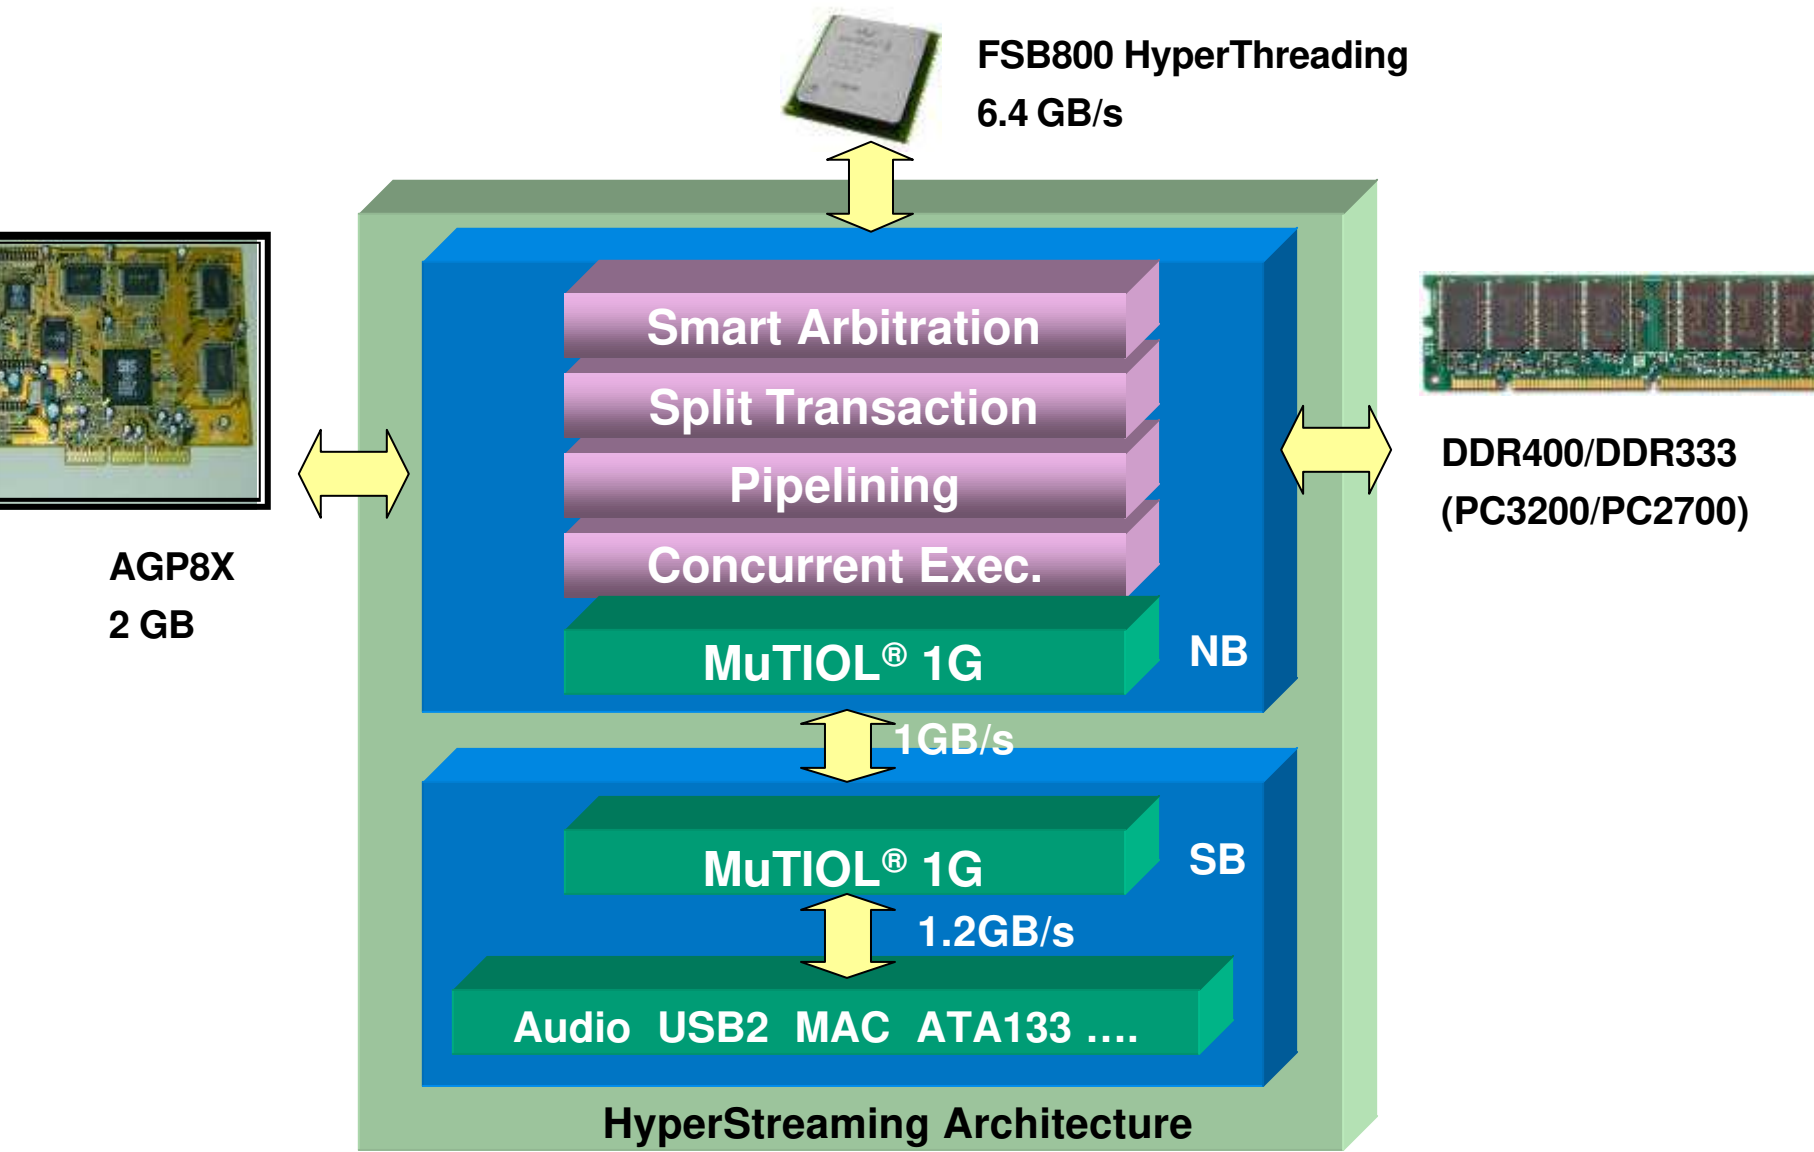 FSB800 HyperThreading
6.4 GB/s
Smart Arbitration
Split Transaction
Pipelining
Concurrent Exec.
MuTIOL® 1G
NB
AGP8X
2 GB
DDR400/DDR333
(PC3200/PC2700)
1GB/s
MuTIOL® 1G
SB
1.2GB/s
Audio USB2 MAC ATA133 ....
HyperStreaming Architecture
SiS